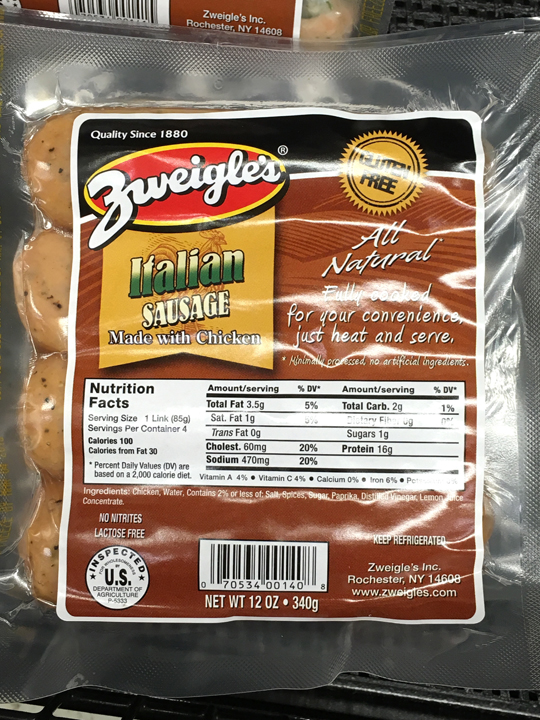 Zweigle's Inc.
Rochester, NY 14608
Quality Since 1880
Zweigle's®
GLUTEN
FREE
Italian
SAUSAGE
Made with Chicken
All
Natural*
Fully cooked
for your convenience,
just heat and serve.
* Minimally processed, no artificial ingredients.
Nutrition
Facts
Serving Size 1 Link (85g)
Servings Per Container 4
Calories 100
Calories from Fat 30
* Percent Daily Values (DV) are
based on a 2,000 calorie diet.
Amount/serving % DV* Amount/serving % DV*
Total Fat 3.5g 5% Total Carb. 2g 1%
Sat. Fat 1g Dietary
Trans Fat 0g Sugars 1g
Cholest. 60mg 20% Protein 16g
Sodium 470mg 20%
Vitamin A 4% • Vitamin C 4% • Calcium 0% • Iron 6% •
Ingredients: Chicken, Water, Contains 2% or less of: Salt, Spices, Sugar, Paprika, Distilled Vinegar, Lemon Juice
Concentrate.
NO NITRITES
LACTOSE FREE
KEEP REFRIGERATED
INSPECTED
FOR WHOLESOMENESS BY
U.S.
DEPARTMENT OF
AGRICULTURE
P-5333
0 70534 00140 8
NET WT 12 OZ • 340g
Zweigle's Inc.
Rochester, NY 14608
www.zweigles.com